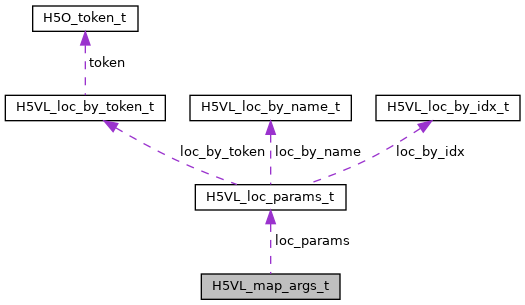 H5O_token_t
token
H5VL_loc_by_token_t
H5VL_loc_by_name_t
H5VL_loc_by_idx_t
loc_by_token
loc_by_name
loc_by_idx
H5VL_loc_params_t
loc_params
H5VL_map_args_t